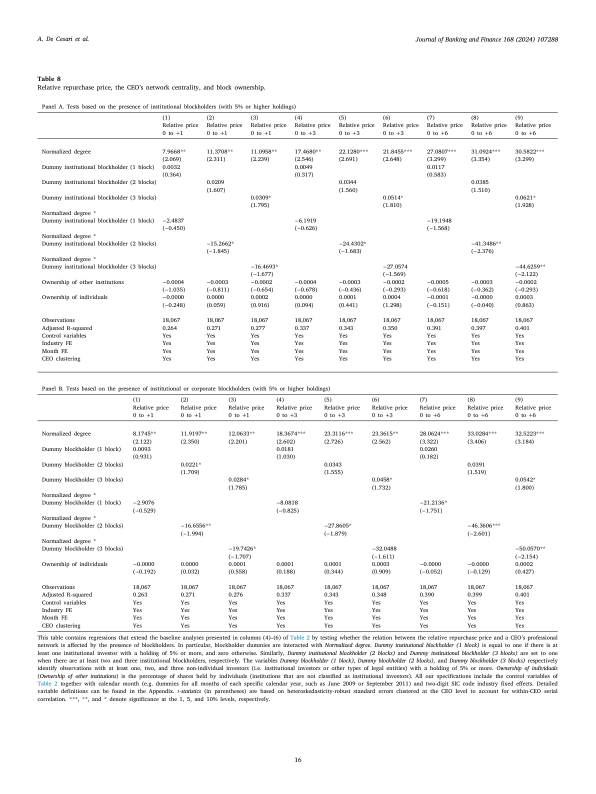 A. De Cesari et al.
Journal of Banking and Finance 168 (2024) 107288
Table 8
Relative repurchase price, the CEO's network centrality, and block ownership.
Panel A. Tests based on the presence of institutional blockholders (with 5% or higher holdings)
(1) (2) (3) (4) (5) (6) (7) (8) (9)
Relative price Relative price Relative price Relative price Relative price Relative price Relative price Relative price Relative price
0 to +1 0 to +1 0 to +1 0 to +3 0 to +3 0 to +3 0 to +6 0 to +6 0 to +6
Normalized degree 7.9668** 11.3708** 11.0958** 17.4680** 22.1280*** 21.8455*** 27.0807*** 31.0924*** 30.5822***
(2.069) (2.311) (2.239) (2.546) (2.691) (2.648) (3.299) (3.354) (3.299)
Dummy institutional blockholder (1 block) 0.0032 0.0049 0.0117
(0.364) (0.317) (0.583)
Dummy institutional blockholder (2 blocks) 0.0209 0.0344 0.0385
(1.607) (1.560) (1.510)
Dummy institutional blockholder (3 blocks) 0.0309* 0.0514* 0.0621*
(1.795) (1.810) (1.928)
Normalized degree *
Dummy institutional blockholder (1 block) −2.4837 −6.1919 −19.1948
(−0.450) (−0.626) (−1.568)
Normalized degree *
Dummy institutional blockholder (2 blocks) −15.2662* −24.4302* −41.3486**
(−1.845) (−1.683) (−2.376)
Normalized degree *
Dummy institutional blockholder (3 blocks) −16.4693* −27.0574 −44.6259**
(−1.677) (−1.569) (−2.122)
Ownership of other institutions −0.0004 −0.0003 −0.0002 −0.0004 −0.0003 −0.0002 −0.0005 −0.0003 −0.0002
(−1.035) (−0.811) (−0.654) (−0.678) (−0.436) (−0.293) (−0.618) (−0.362) (−0.293)
Ownership of individuals −0.0000 0.0000 0.0002 0.0000 0.0001 0.0004 −0.0001 −0.0000 0.0003
(−0.248) (0.059) (0.916) (0.094) (0.441) (1.298) (−0.151) (−0.040) (0.863)
Observations 18,067 18,067 18,067 18,067 18,067 18,067 18,067 18,067 18,067
Adjusted R-squared 0.264 0.271 0.277 0.337 0.343 0.350 0.391 0.397 0.401
Control variables Yes Yes Yes Yes Yes Yes Yes Yes Yes
Industry FE Yes Yes Yes Yes Yes Yes Yes Yes Yes
Month FE Yes Yes Yes Yes Yes Yes Yes Yes Yes
CEO clustering Yes Yes Yes Yes Yes Yes Yes Yes Yes
Panel B. Tests based on the presence of institutional or corporate blockholders (with 5% or higher holdings)
(1) (2) (3) (4) (5) (6) (7) (8) (9)
Relative price Relative price Relative price Relative price Relative price Relative price Relative price Relative price Relative price
0 to +1 0 to +1 0 to +1 0 to +3 0 to +3 0 to +3 0 to +6 0 to +6 0 to +6
Normalized degree 8.1745** 11.9197** 12.0633** 18.3674*** 23.3116*** 23.3615** 28.0624*** 33.0284*** 32.5223***
(2.122) (2.350) (2.201) (2.602) (2.726) (2.562) (3.322) (3.406) (3.184)
Dummy blockholder (1 block) 0.0093 0.0181 0.0260
(0.931) (1.030) (0.182)
Dummy blockholder (2 blocks) 0.0221* 0.0343 0.0391
(1.709) (1.555) (1.519)
Dummy blockholder (3 blocks) 0.0284* 0.0458* 0.0542*
(1.785) (1.732) (1.800)
Normalized degree *
Dummy blockholder (1 block) −2.9076 −8.0818 −21.2136*
(−0.529) (−0.825) (−1.751)
Normalized degree *
Dummy blockholder (2 blocks) −16.6556** −27.8605* −46.3606***
(−1.994) (−1.879) (−2.601)
Normalized degree *
Dummy blockholder (3 blocks) −19.7426* −32.0488 −50.0570**
(−1.707) (−1.611) (−2.154)
Ownership of individuals −0.0000 0.0000 0.0001 0.0001 0.0001 0.0003 −0.0000 −0.0000 0.0002
(−0.192) (0.032) (0.558) (0.188) (0.344) (0.909) (−0.052) (−0.129) (0.427)
Observations 18,067 18,067 18,067 18,067 18,067 18,067 18,067 18,067 18,067
Adjusted R-squared 0.263 0.271 0.276 0.337 0.343 0.348 0.390 0.399 0.401
Control variables Yes Yes Yes Yes Yes Yes Yes Yes Yes
Industry FE Yes Yes Yes Yes Yes Yes Yes Yes Yes
Month FE Yes Yes Yes Yes Yes Yes Yes Yes Yes
CEO clustering Yes Yes Yes Yes Yes Yes Yes Yes Yes
This table contains regressions that extend the baseline analyses presented in columns (4)–(6) of Table 2 by testing whether the relation between the relative repurchase price and a CEO's professional
network is affected by the presence of blockholders. In particular, blockholder dummies are interacted with Normalized degree. Dummy institutional blockholder (1 block) is equal to one if there is at
least one institutional investor with a holding of 5% or more, and zero otherwise. Similarly, Dummy institutional blockholder (2 blocks) and Dummy institutional blockholder (3 blocks) are set to one
when there are at least two and three institutional blockholders, respectively. The variables Dummy blockholder (1 block), Dummy blockholder (2 blocks), and Dummy blockholder (3 blocks) respectively
identify observations with at least one, two, and three non-individual investors (i.e. institutional investors or other types of legal entities) with a holding of 5% or more. Ownership of individuals
(Ownership of other institutions) is the percentage of shares held by individuals (institutions that are not classified as institutional investors). All our specifications include the control variables of
Table 2 together with calendar month (e.g. dummies for all months of each specific calendar year, such as June 2009 or September 2011) and two-digit SIC code industry fixed effects. Detailed
variable definitions can be found in the Appendix. t-statistics (in parentheses) are based on heteroskedasticity-robust standard errors clustered at the CEO level to account for within-CEO serial
correlation. ***, **, and * denote significance at the 1, 5, and 10% levels, respectively.
16